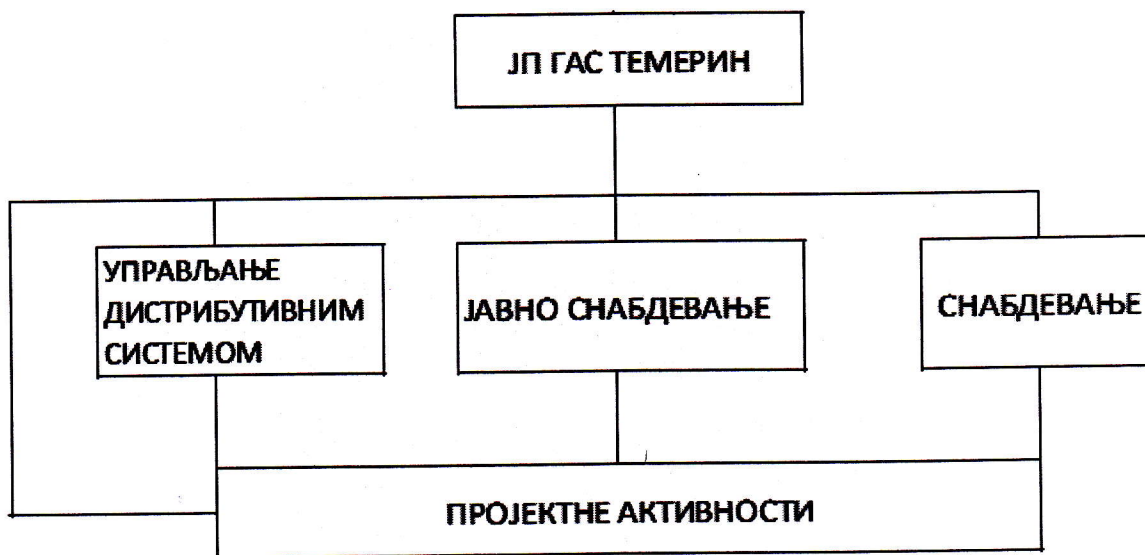 ЈП ГАС ТЕМЕРИН
УПРАВЉАЊЕ
ДИСТРИБУТИВНИМ
СИСТЕМОМ
ЈАВНО СНАБДЕВАЊЕ
СНАБДЕВАЊЕ
ПРОЈЕКТНЕ АКТИВНОСТИ